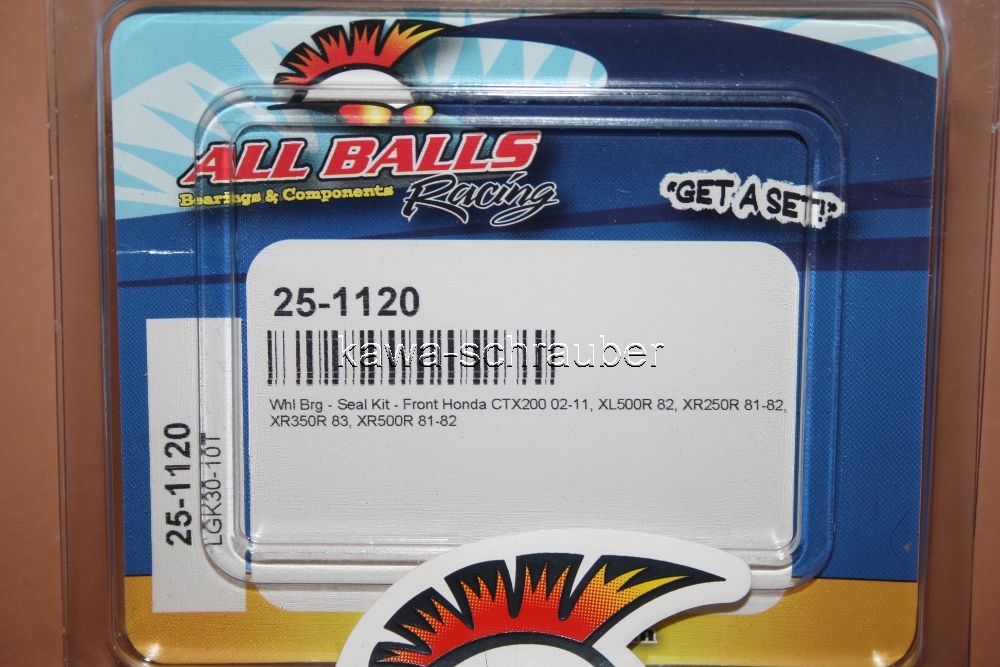 ALL BALLS
Bearings & Components
Racing
"GET A SET!"
25-1120
kawa-schrauber
Whl Brg - Seal Kit - Front Honda CTX200 02-11, XL500R 82, XR250R 81-82,
XR350R 83, XR500R 81-82
25-1120
LGK30-10T